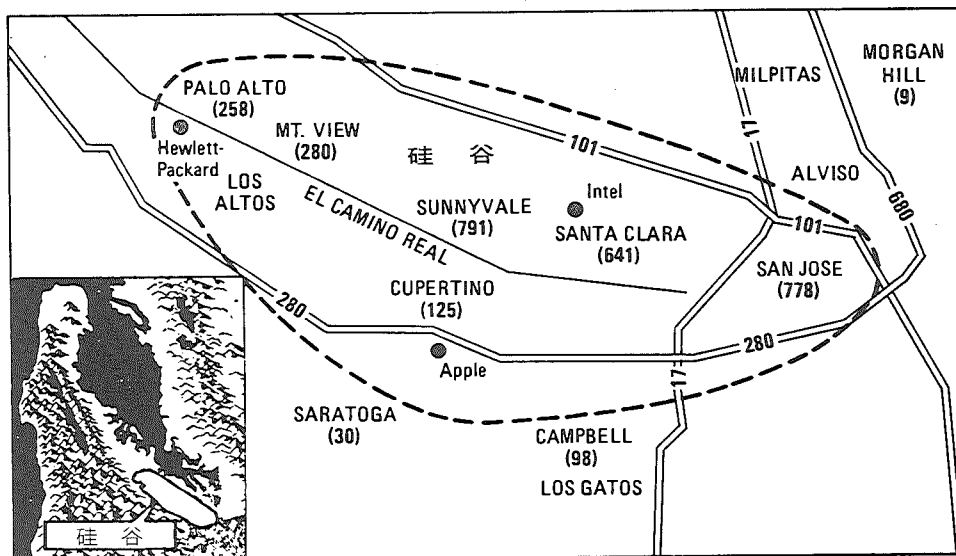 MORGAN
HILL
(9)
MILPITAS
PALO ALTO
(258)
17
MT. VIEW
(280)
硅 谷
101
Hewlett-
Packard
ALVISO
LOS
ALTOS
Intel
680
EL CAMINO REAL
SUNNYVALE
(791)
SANTA CLARA
(641)
101
SAN JOSE
(778)
CUPERTINO
(125)
280
280
Apple
17
SARATOGA
(30)
CAMPBELL
(98)
LOS GATOS
硅 谷